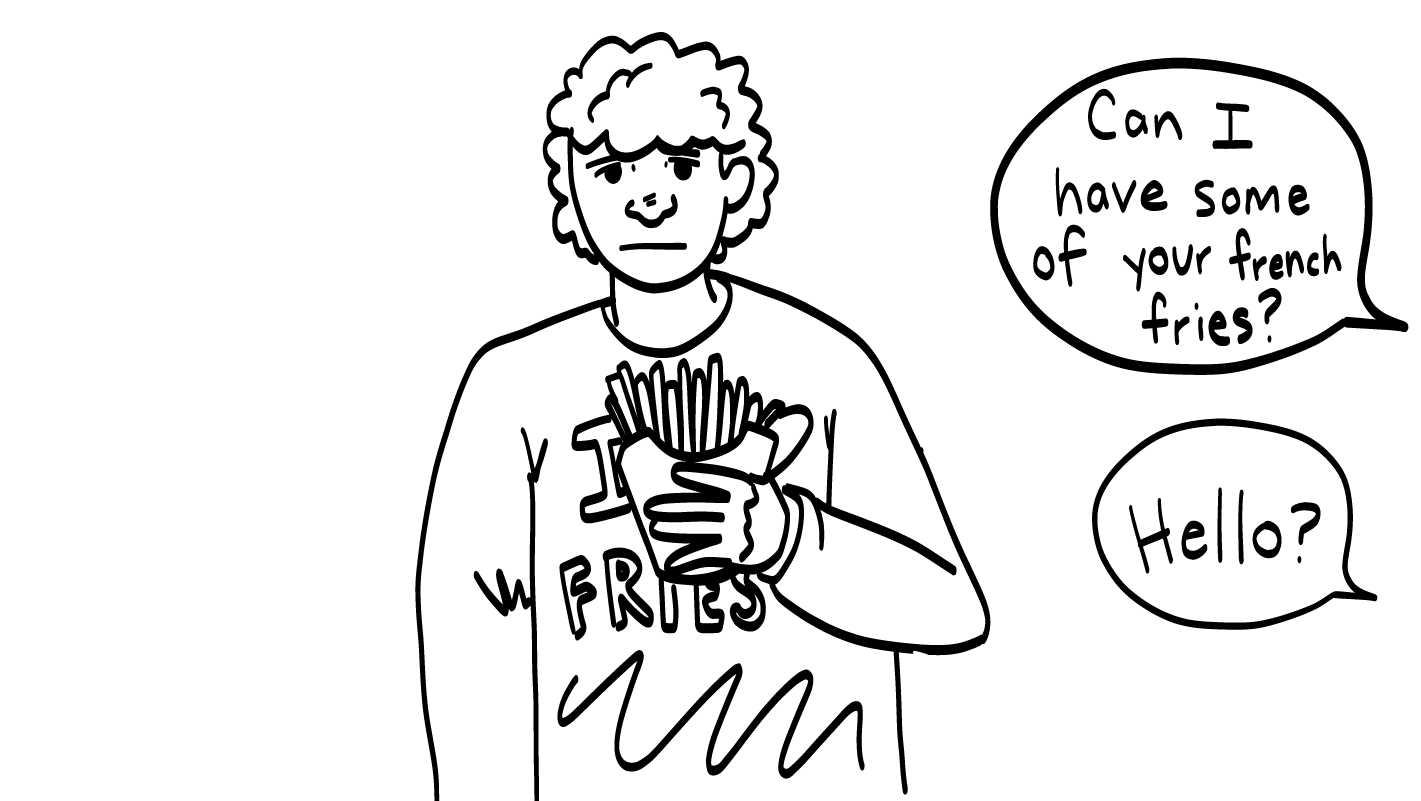 Can I
have some
of your french
fries?
Hello?
I
FRIES